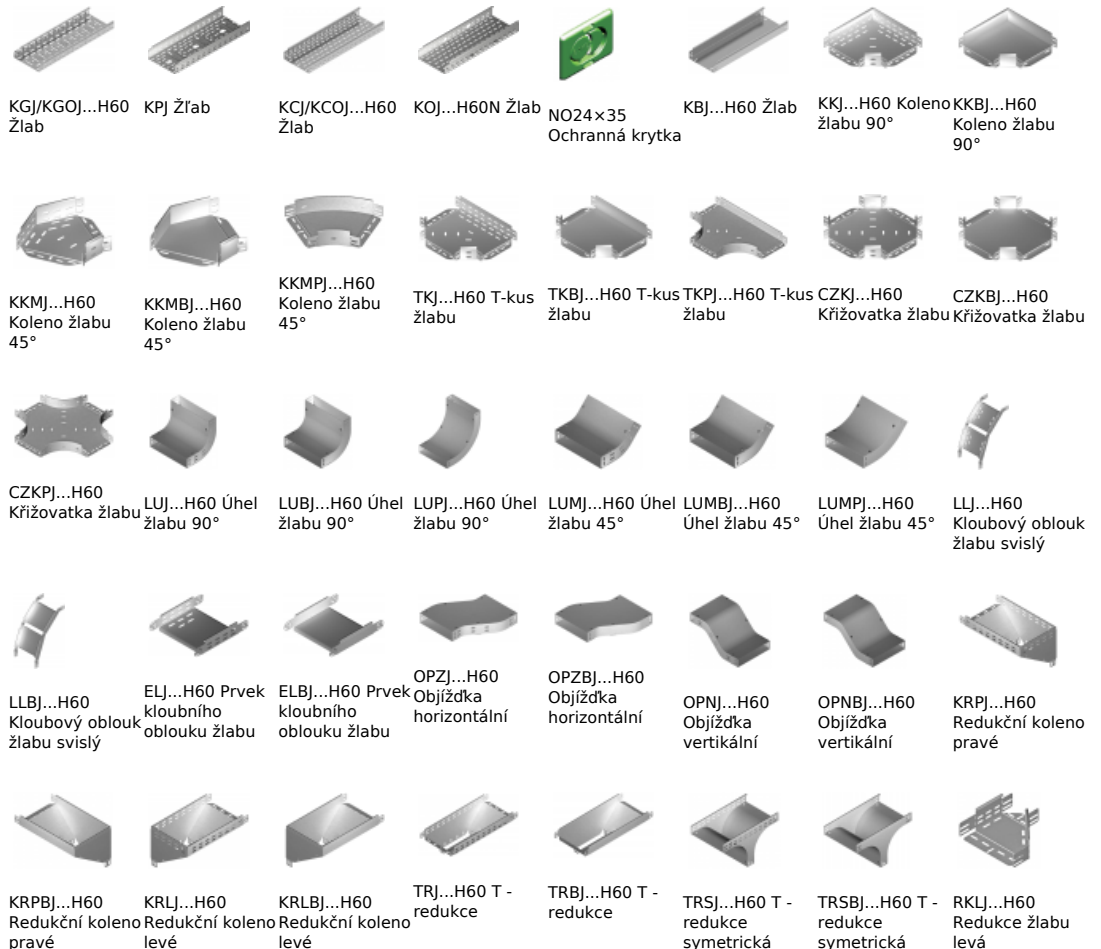 KGJ/KGOJ...H60
Žlab
KPJ Žľab
KCJ/KCOJ...H60
Žlab
KOJ...H60N Žlab
NO24×35
Ochranná krytka
KBJ...H60 Žlab
KKJ...H60 Koleno
žlabu 90°
KKBJ...H60
Koleno žlabu
90°
KKMJ...H60
Koleno žlabu
45°
KKMBJ...H60
Koleno žlabu
45°
KKMPJ...H60
Koleno žlabu
45°
TKJ...H60 T-kus
žlabu
TKBJ...H60 T-kus
žlabu
TKPJ...H60 T-kus
žlabu
CZKJ...H60
Křižovatka žlabu
CZKBJ...H60
Křižovatka žlabu
CZKPJ...H60
Křižovatka žlabu
LUJ...H60 Úhel
žlabu 90°
LUBJ...H60 Úhel
žlabu 90°
LUPJ...H60 Úhel
žlabu 90°
LUMJ...H60 Úhel
žlabu 45°
LUMBJ...H60
Úhel žlabu 45°
LUMPJ...H60
Úhel žlabu 45°
LLJ...H60
Kloubový oblouk
žlabu svislý
LLBJ...H60
Kloubový oblouk
žlabu svislý
ELJ...H60 Prvek
kloubního
oblouku žlabu
ELBJ...H60 Prvek
kloubního
oblouku žlabu
OPZJ...H60
Objížďka
horizontální
OPZBJ...H60
Objížďka
horizontální
OPNJ...H60
Objížďka
vertikální
OPNBJ...H60
Objížďka
vertikální
KRPJ...H60
Redukční koleno
pravé
KRPBJ...H60
Redukční koleno
pravé
KRLJ...H60
Redukční koleno
levé
KRLBJ...H60
Redukční koleno
levé
TRJ...H60 T -
redukce
TRBJ...H60 T -
redukce
TRSJ...H60 T -
redukce
symetrická
TRSBJ...H60 T -
redukce
symetrická
RKLJ...H60
Redukce žlabu
levá